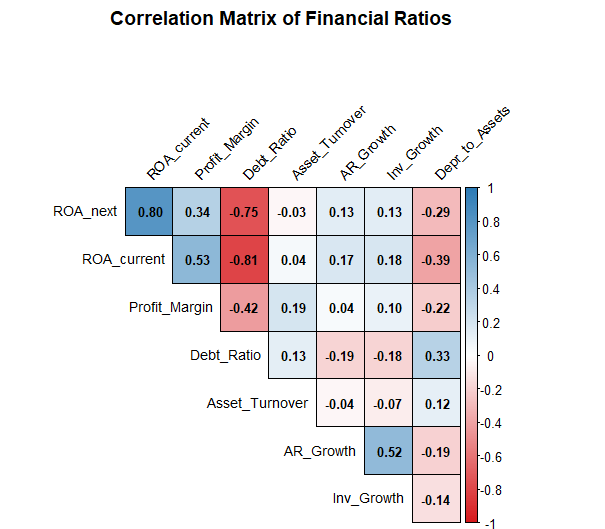 Correlation Matrix of Financial Ratios
ROA_current Profit_Margin Debt_Ratio Asset_Turnover AR_Growth Inv_Growth Depr_to_Assets
ROA_next 0.80 0.34 -0.75 -0.03 0.13 0.13 -0.29
ROA_current 0.53 -0.81 0.04 0.17 0.18 -0.39
Profit_Margin -0.42 0.19 0.04 0.10 -0.22
Debt_Ratio 0.13 -0.19 -0.18 0.33
Asset_Turnover -0.04 -0.07 0.12
AR_Growth 0.52 -0.19
Inv_Growth -0.14
1
0.8
0.6
0.4
0.2
0
-0.2
-0.4
-0.6
-0.8
-1